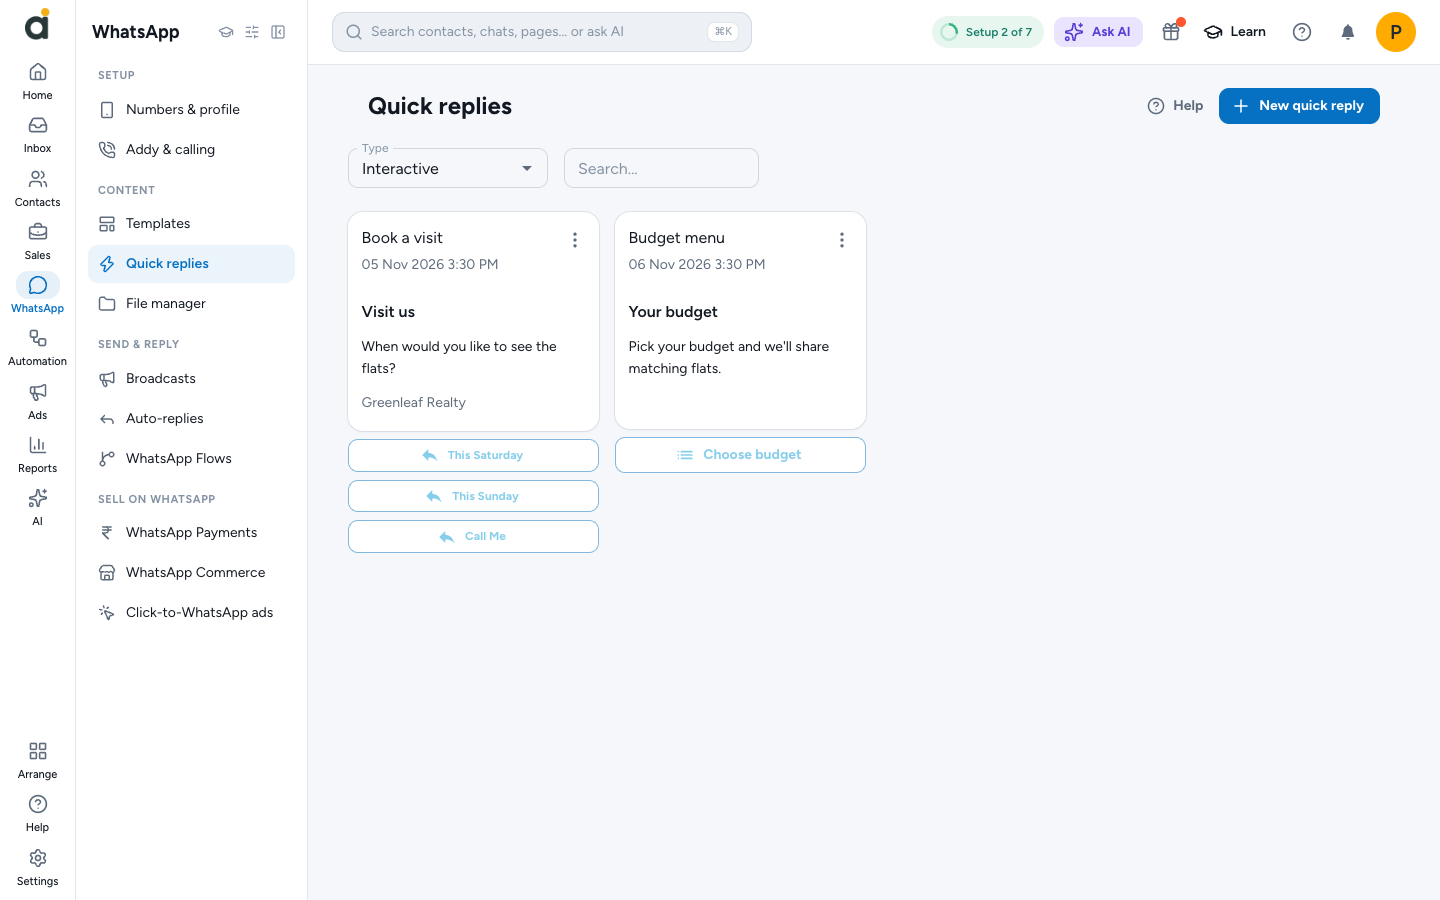 WhatsApp
Search contacts, chats, pages... or ask AI
⌘K
Setup 2 of 7
Ask AI
Learn
P
Home
Inbox
Contacts
Sales
WhatsApp
Automation
Ads
Reports
AI
Arrange
Help
Settings
SETUP
Numbers & profile
Addy & calling
CONTENT
Templates
Quick replies
File manager
SEND & REPLY
Broadcasts
Auto-replies
WhatsApp Flows
SELL ON WHATSAPP
WhatsApp Payments
WhatsApp Commerce
Click-to-WhatsApp ads
Quick replies
Help
New quick reply
Type
Interactive
Search...
Book a visit
05 Nov 2026 3:30 PM
Visit us
When would you like to see the
flats?
Greenleaf Realty
This Saturday
This Sunday
Call Me
Budget menu
06 Nov 2026 3:30 PM
Your budget
Pick your budget and we'll share
matching flats.
Choose budget